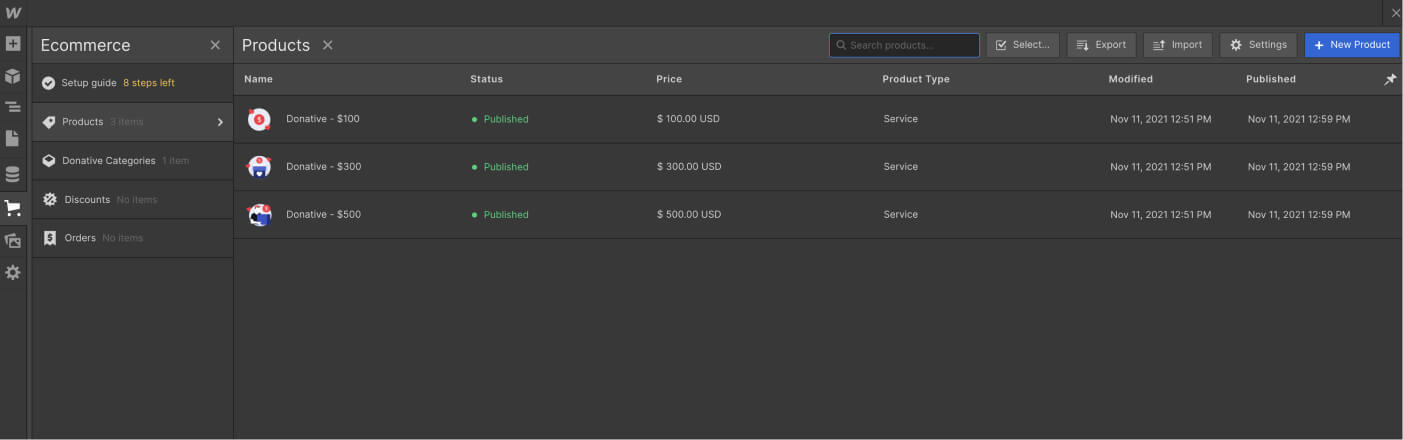 Ecommerce
Products
Search products...
Select...
Export
Import
Settings
+ New Product
Setup guide 8 steps left
Products 3 items
Donative Categories 1 item
Discounts No items
Orders No items
Name Status Price Product Type Modified Published
Donative - $100 Published $ 100.00 USD Service Nov 11, 2021 12:51 PM Nov 11, 2021 12:59 PM
Donative - $300 Published $ 300.00 USD Service Nov 11, 2021 12:51 PM Nov 11, 2021 12:59 PM
Donative - $500 Published $ 500.00 USD Service Nov 11, 2021 12:51 PM Nov 11, 2021 12:59 PM